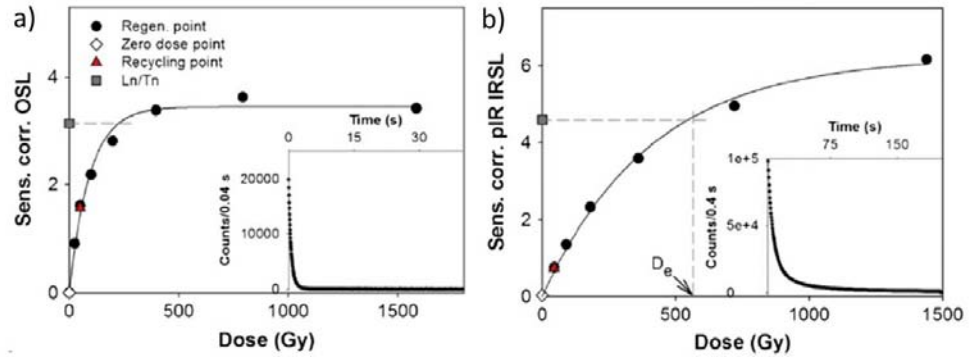 a)
Regen. point
Zero dose point
Recycling point
Ln/Tn
Sens. corr. OSL
4
2
0
0 500 1000 1500
Dose (Gy)
Time (s)
0 15 29
Counts/0.04 s
20000
10000
0
b)
Sens. corr. pIR IRSL
6
4
2
0
0 500 1000 1500
Dose (Gy)
De
Time (s)
75 150
Counts/0.4 s
1e+5
5e+4
0